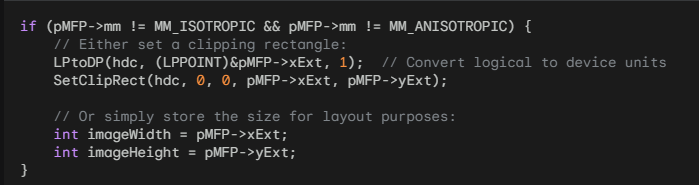 if (pMFP->mm != MM_ISOTROPIC && pMFP->mm != MM_ANISOTROPIC) {
    // Either set a clipping rectangle:
    LPtoDP(hdc, (LPPOINT)&pMFP->xExt, 1);  // Convert logical to device units
    SetClipRect(hdc, 0, 0, pMFP->xExt, pMFP->yExt);

    // Or simply store the size for layout purposes:
    int imageWidth = pMFP->xExt;
    int imageHeight = pMFP->yExt;
}